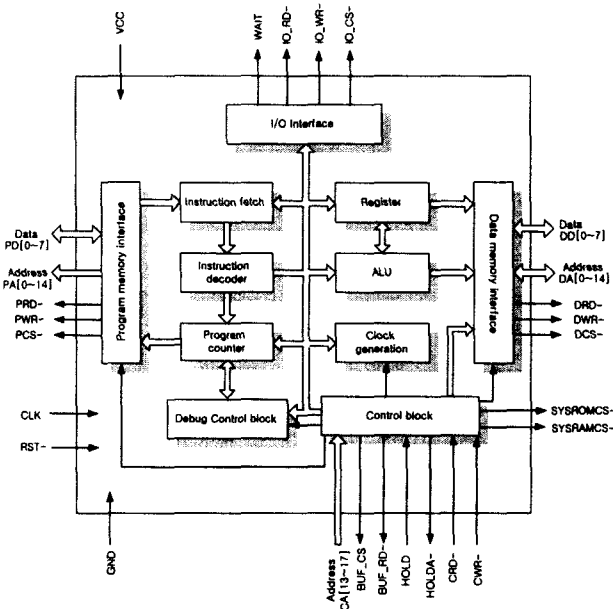 VCC
WAIT
IO_RD-
IO_WR-
IO_CS-
I/O Interface
Program memory interface
Instruction fetch
Register
Data memory interface
Data
PD[0~7]
Data
DD[0~7]
Instruction
decoder
ALU
Address
PA[0~14]
Address
DA[0~14]
PRD-
PWR-
PCS-
Program
counter
Clock
generation
DRD-
DWR-
DCS-
CLK
RST-
Debug Control block
Control block
SYSROMCS-
SYSRAMCS-
GND
Address
CA[13~17]
BUF_CS
BUF_RD-
HOLD
HOLDA-
CRD-
CWR-